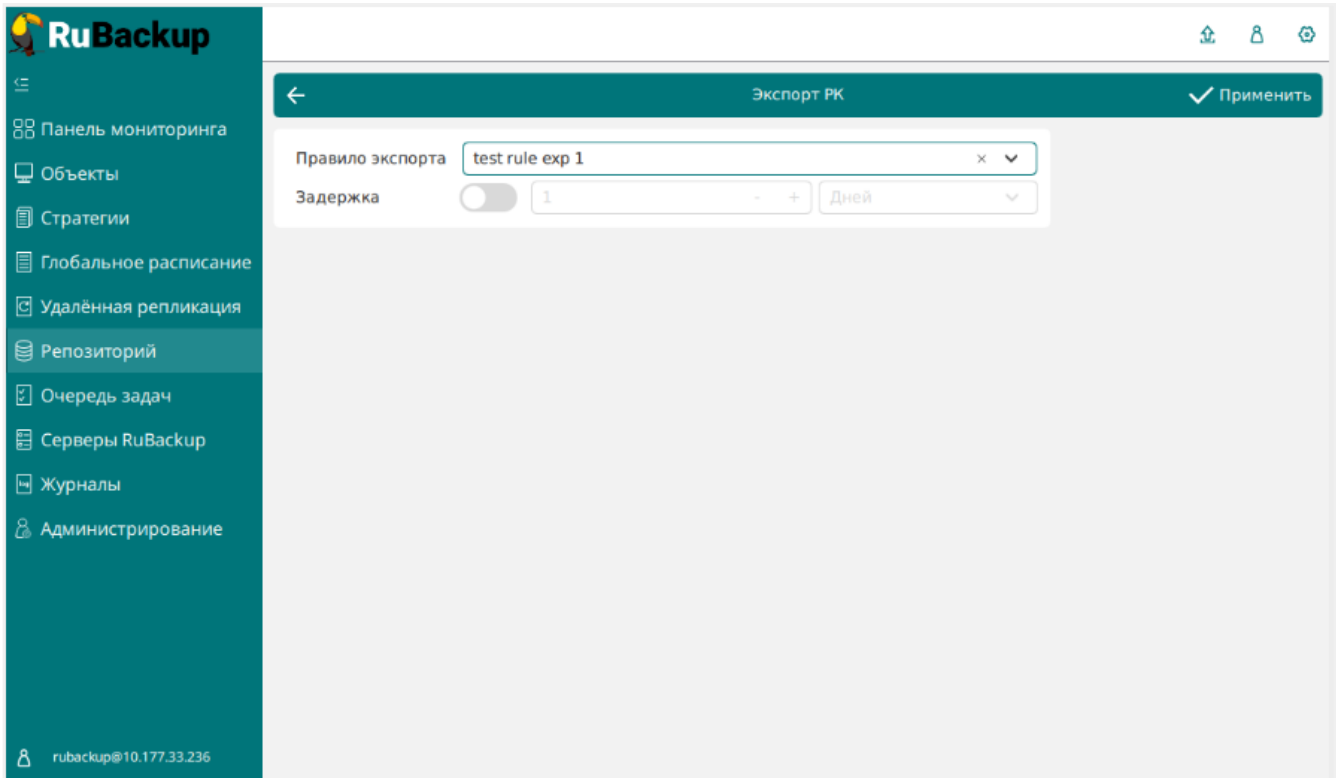 RuBackup
Экспорт РК
Применить
Панель мониторинга
Объекты
Стратегии
Глобальное расписание
Удалённая репликация
Репозиторий
Очередь задач
Серверы RuBackup
Журналы
Администрирование
Правило экспорта test rule exp 1
Задержка 1 - + Дней
rubackup@10.177.33.236